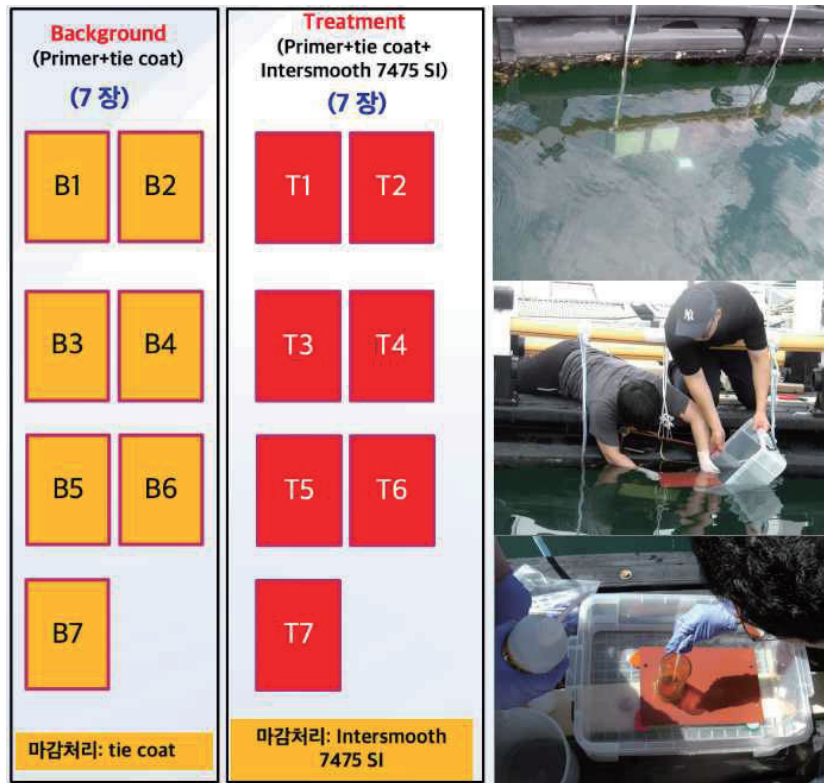 Background
(Primer+tie coat)
(7 장)
B1 B2
B3 B4
B5 B6
B7
마감처리: tie coat
Treatment
(Primer+tie coat+
Intersmooth 7475 SI)
(7 장)
T1 T2
T3 T4
T5 T6
T7
마감처리: Intersmooth
7475 SI